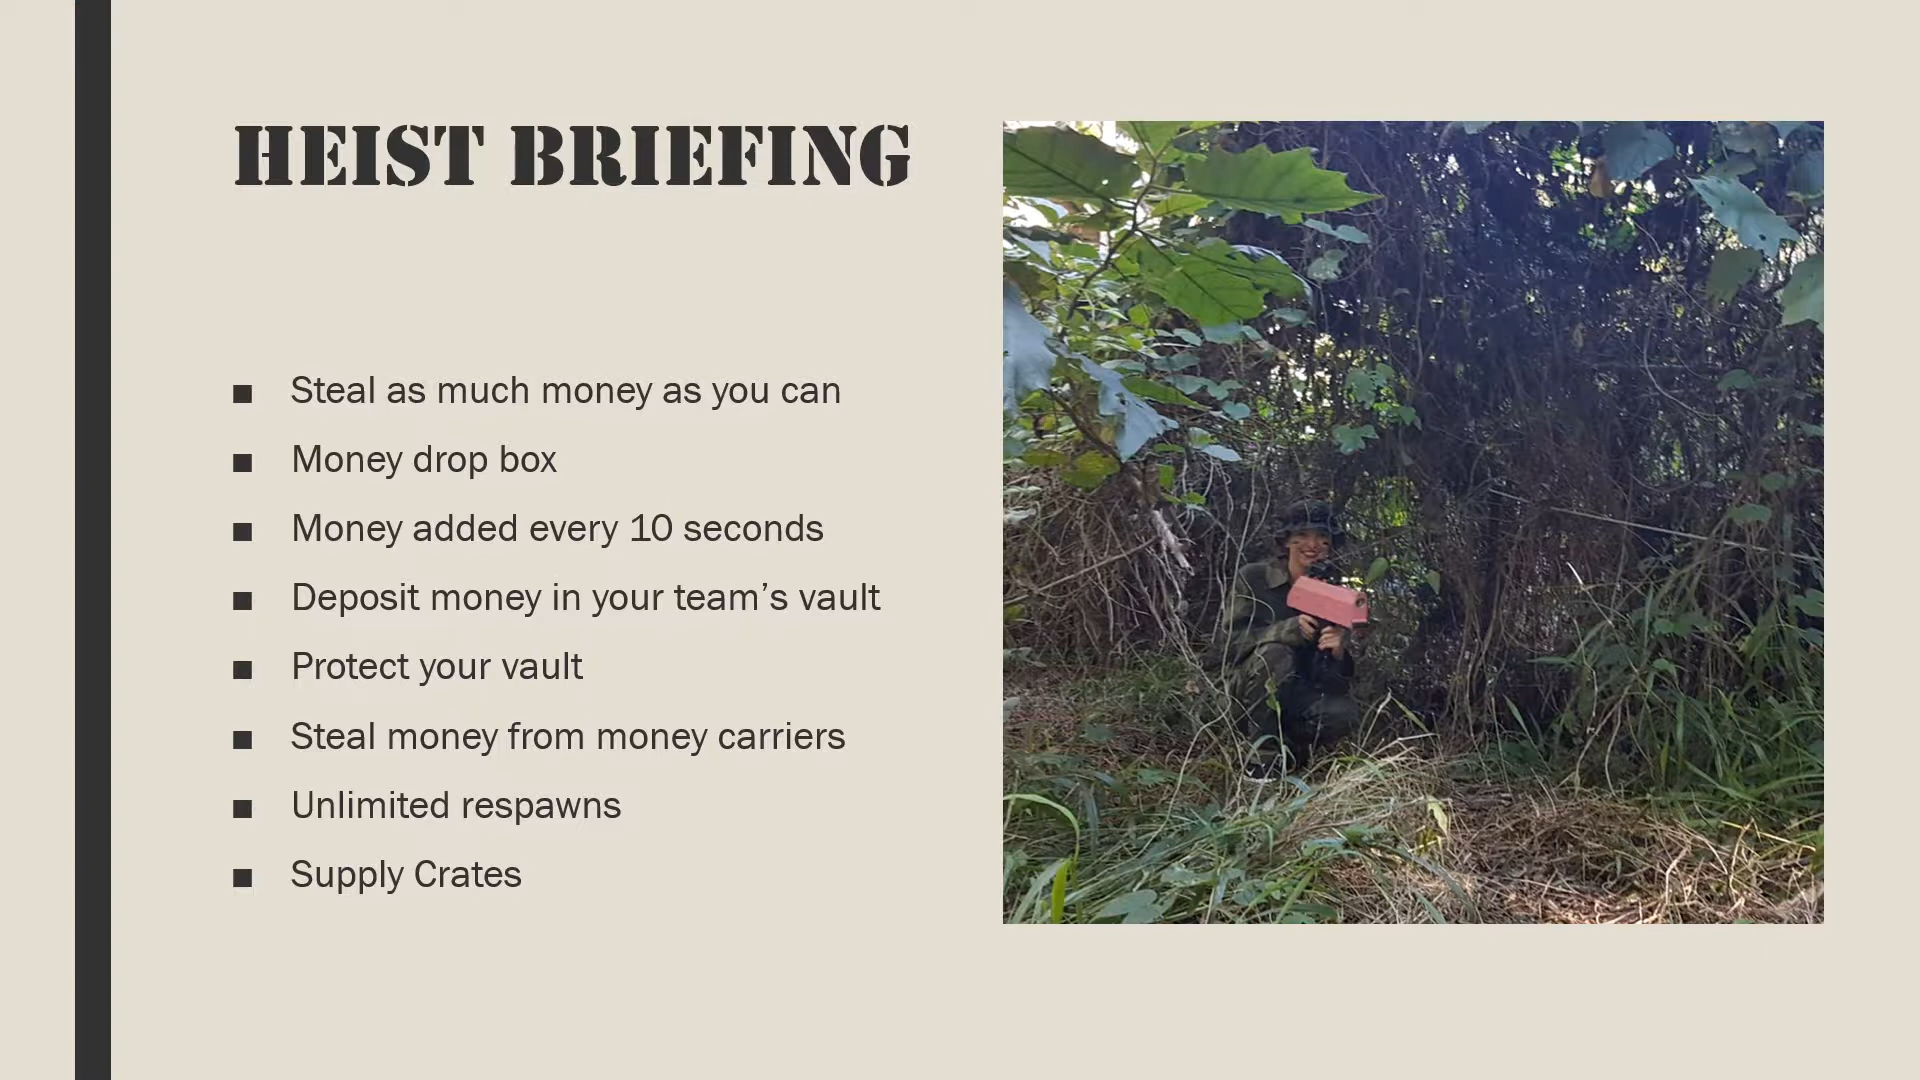 HEIST BRIEFING
■ Steal as much money as you can
■ Money drop box
■ Money added every 10 seconds
■ Deposit money in your team’s vault
■ Protect your vault
■ Steal money from money carriers
■ Unlimited respawns
■ Supply Crates